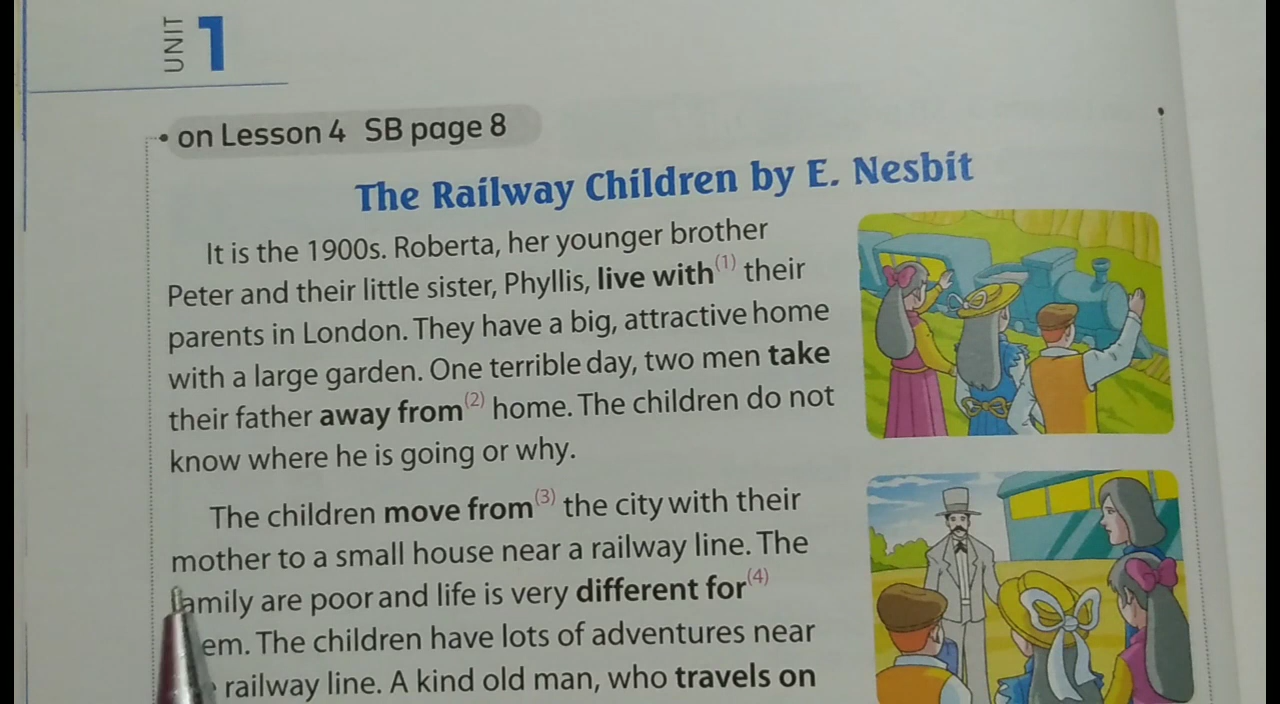 UNIT 1
• on Lesson 4 SB page 8
The Railway Children by E. Nesbit
It is the 1900s. Roberta, her younger brother
Peter and their little sister, Phyllis, live with(1) their
parents in London. They have a big, attractive home
with a large garden. One terrible day, two men take
their father away from(2) home. The children do not
know where he is going or why.
The children move from(3) the city with their
mother to a small house near a railway line. The
family are poor and life is very different for(4)
em. The children have lots of adventures near
railway line. A kind old man, who travels on